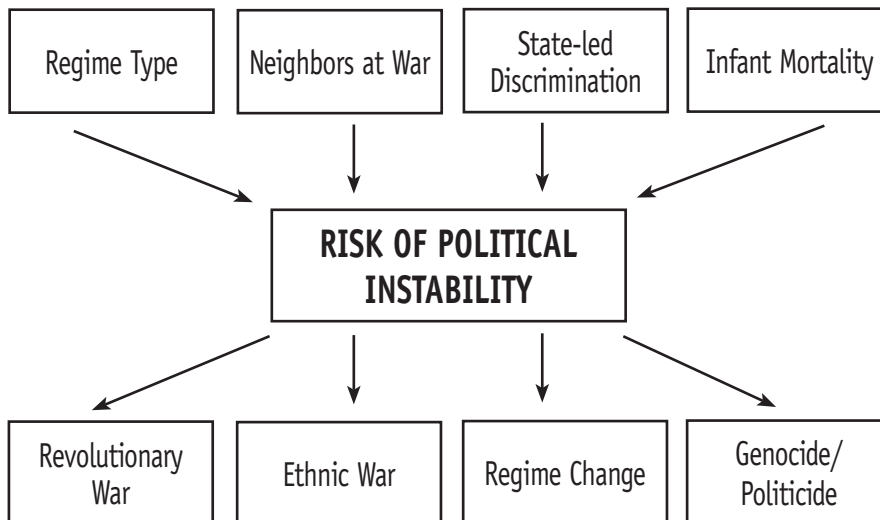 Regime Type
Neighbors at War
State-led
Discrimination
Infant Mortality
RISK OF POLITICAL
INSTABILITY
Revolutionary
War
Ethnic War
Regime Change
Genocide/
Politicide